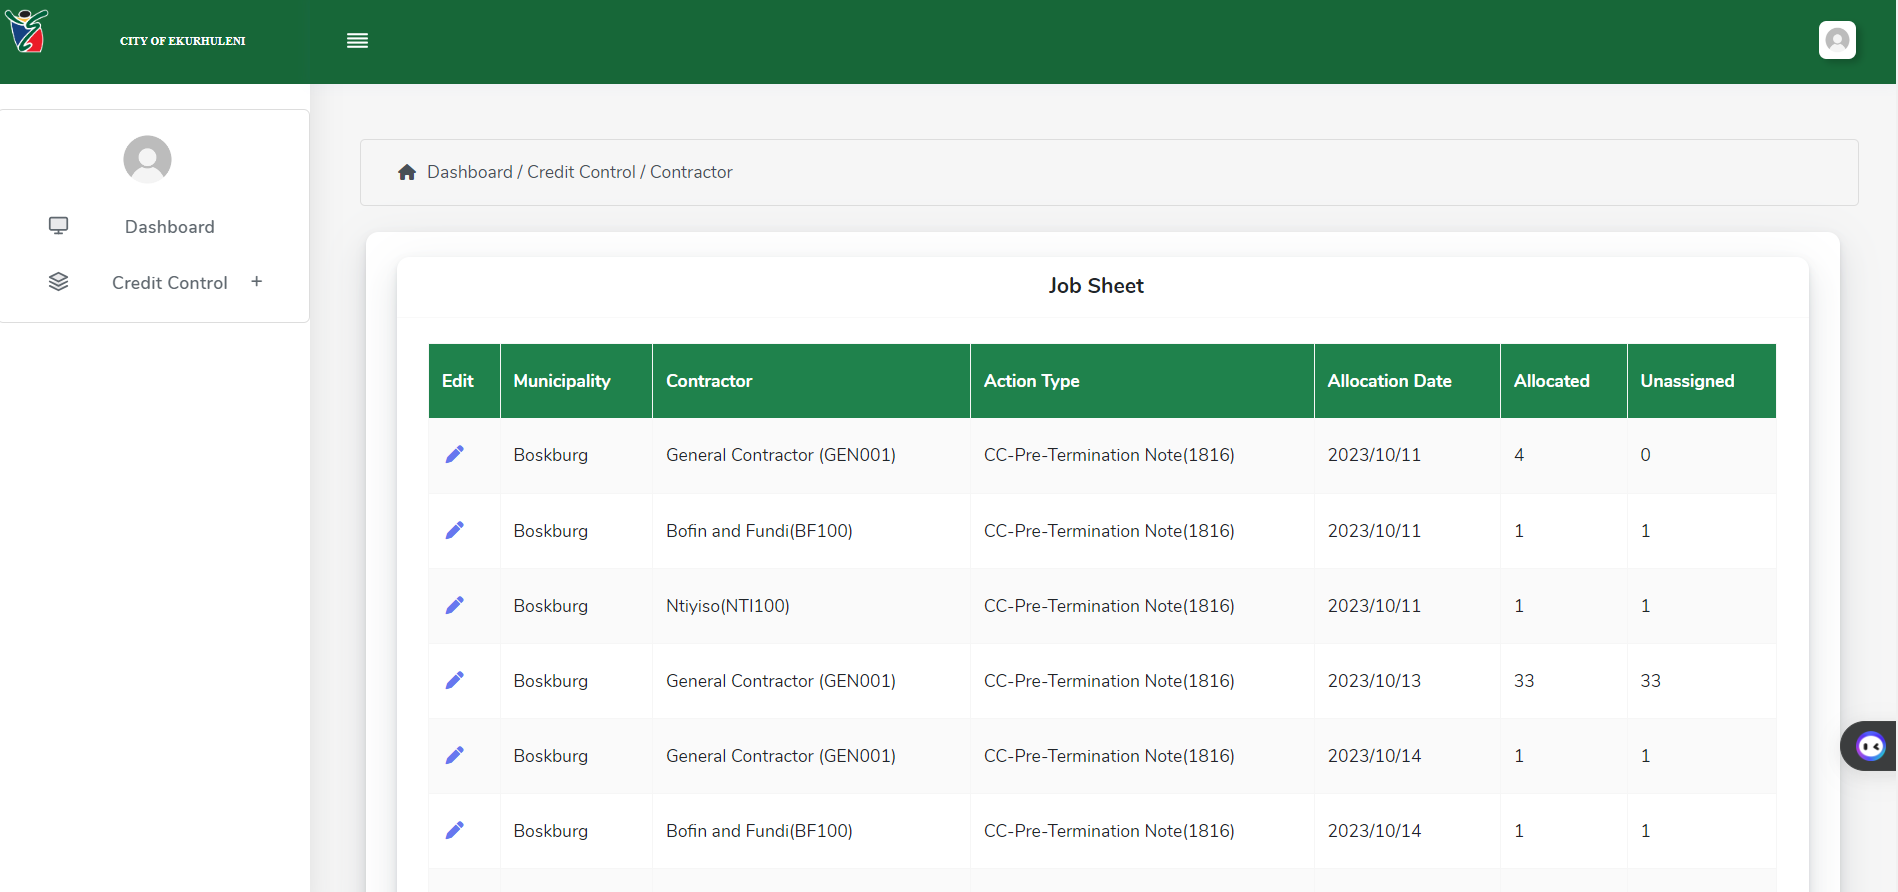 CITY OF EKURHULENI
Dashboard
Credit Control +
Dashboard / Credit Control / Contractor
Job Sheet
Edit Municipality Contractor Action Type Allocation Date Allocated Unassigned
Boskburg General Contractor (GEN001) CC-Pre-Termination Note(1816) 2023/10/11 4 0
Boskburg Bofin and Fundi(BF100) CC-Pre-Termination Note(1816) 2023/10/11 1 1
Boskburg Ntiyiso(NTI100) CC-Pre-Termination Note(1816) 2023/10/11 1 1
Boskburg General Contractor (GEN001) CC-Pre-Termination Note(1816) 2023/10/13 33 33
Boskburg General Contractor (GEN001) CC-Pre-Termination Note(1816) 2023/10/14 1 1
Boskburg Bofin and Fundi(BF100) CC-Pre-Termination Note(1816) 2023/10/14 1 1